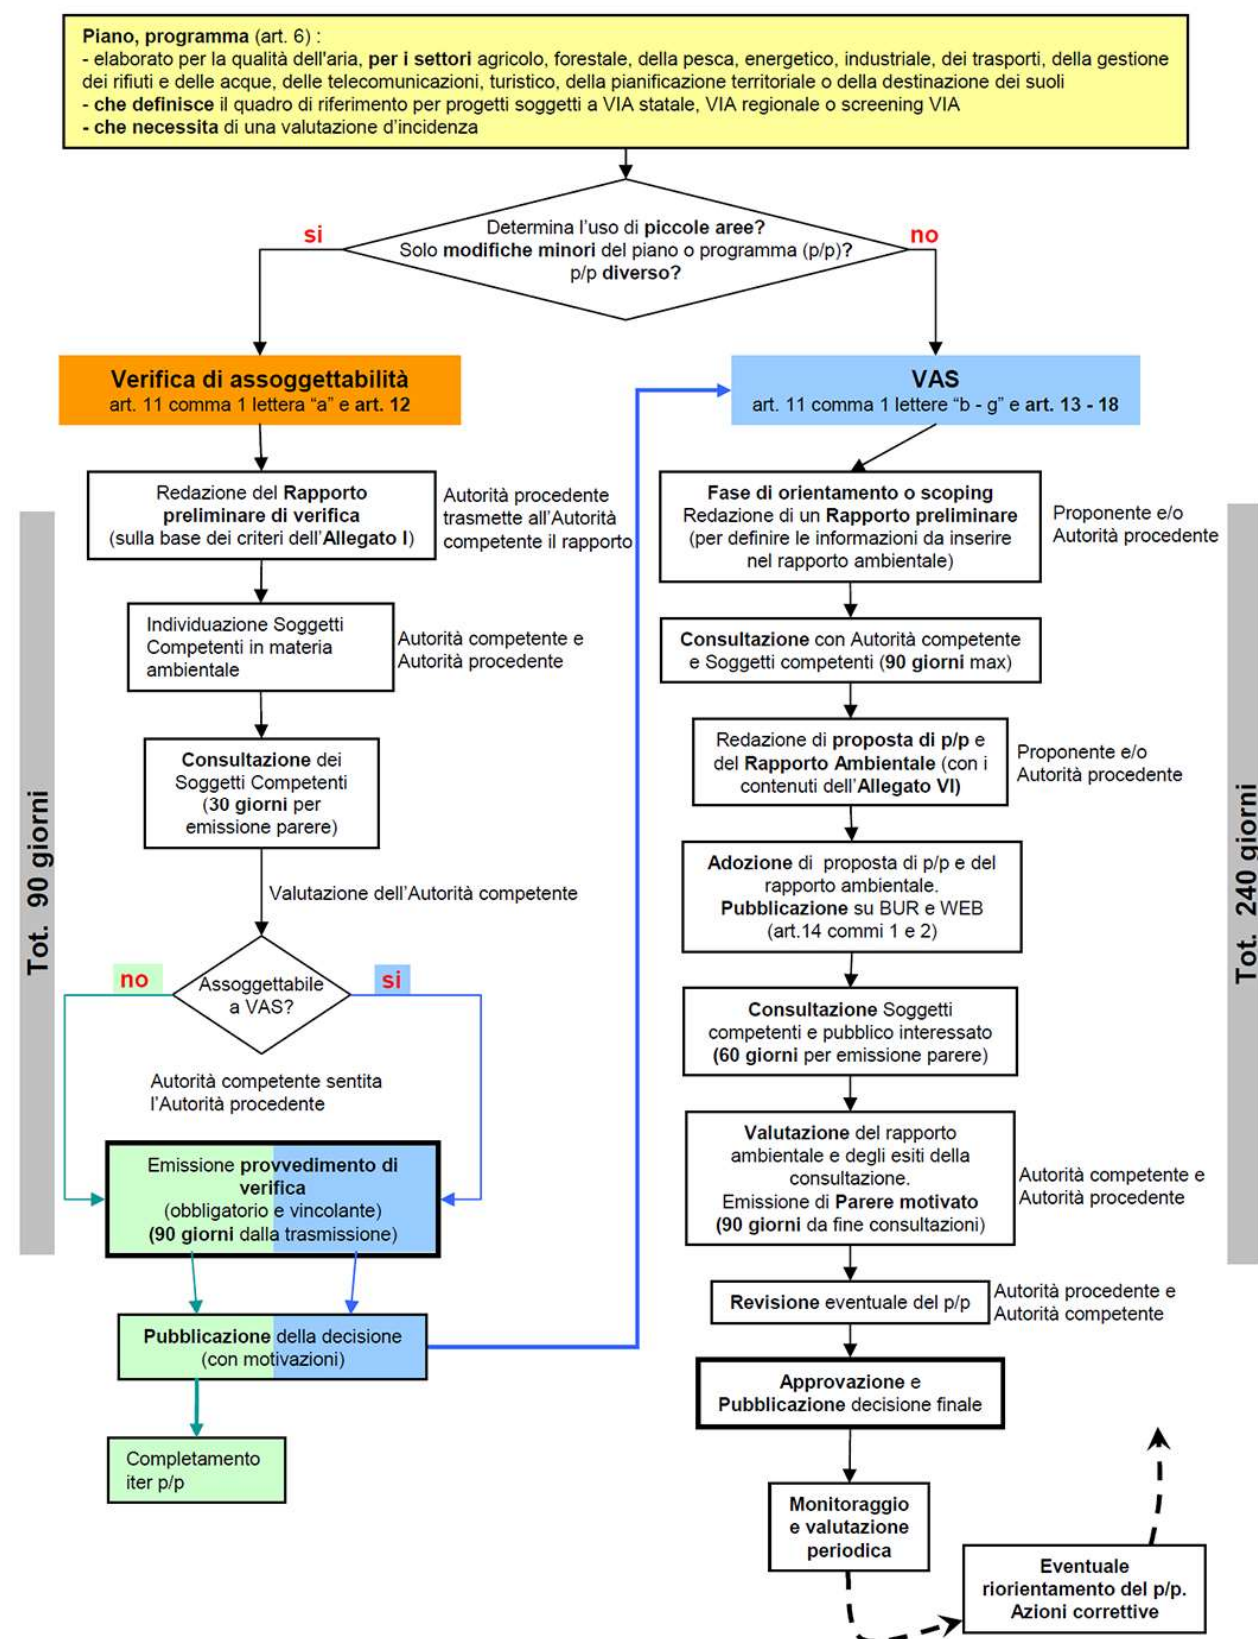 Piano, programma (art. 6) :
- elaborato per la qualità dell'aria, per i settori agricolo, forestale, della pesca, energetico, industriale, dei trasporti, della gestione
dei rifiuti e delle acque, delle telecomunicazioni, turistico, della pianificazione territoriale o della destinazione dei suoli
- che definisce il quadro di riferimento per progetti soggetti a VIA statale, VIA regionale o screening VIA
- che necessita di una valutazione d'incidenza
Determina l'uso di piccole aree?
Solo modifiche minori del piano o programma (p/p)?
p/p diverso?
si
no
Verifica di assoggettabilità
art. 11 comma 1 lettera “a” e art. 12
Redazione del Rapporto
preliminare di verifica
(sulla base dei criteri dell'Allegato I)
Autorità procedente
trasmette all'Autorità
competente il rapporto
Individuazione Soggetti
Competenti in materia
ambientale
Autorità competente e
Autorità procedente
Consultazione dei
Soggetti Competenti
(30 giorni per
emissione parere)
Valutazione dell'Autorità competente
Assoggettabile
a VAS?
no
si
Autorità competente sentita
l'Autorità procedente
Emissione provvedimento di
verifica
(obbligatorio e vincolante)
(90 giorni dalla trasmissione)
Pubblicazione della decisione
(con motivazioni)
Completamento
iter p/p
Tot. 90 giorni
VAS
art. 11 comma 1 lettere “b - g” e art. 13 - 18
Fase di orientamento o scoping
Redazione di un Rapporto preliminare
(per definire le informazioni da inserire
nel rapporto ambientale)
Proponente e/o
Autorità procedente
Consultazione con Autorità competente
e Soggetti competenti (90 giorni max)
Redazione di proposta di p/p e
del Rapporto Ambientale (con i
contenuti dell'Allegato VI)
Proponente e/o
Autorità procedente
Adozione di proposta di p/p e del
rapporto ambientale.
Pubblicazione su BUR e WEB
(art.14 commi 1 e 2)
Consultazione Soggetti
competenti e pubblico interessato
(60 giorni per emissione parere)
Valutazione del rapporto
ambientale e degli esiti della
consultazione.
Emissione di Parere motivato
(90 giorni da fine consultazioni)
Autorità competente e
Autorità procedente
Revisione eventuale del p/p
Autorità procedente e
Autorità competente
Approvazione e
Pubblicazione decisione finale
Monitoraggio
e valutazione
periodica
Eventuale
riorientamento del p/p.
Azioni correttive
Tot. 240 giorni